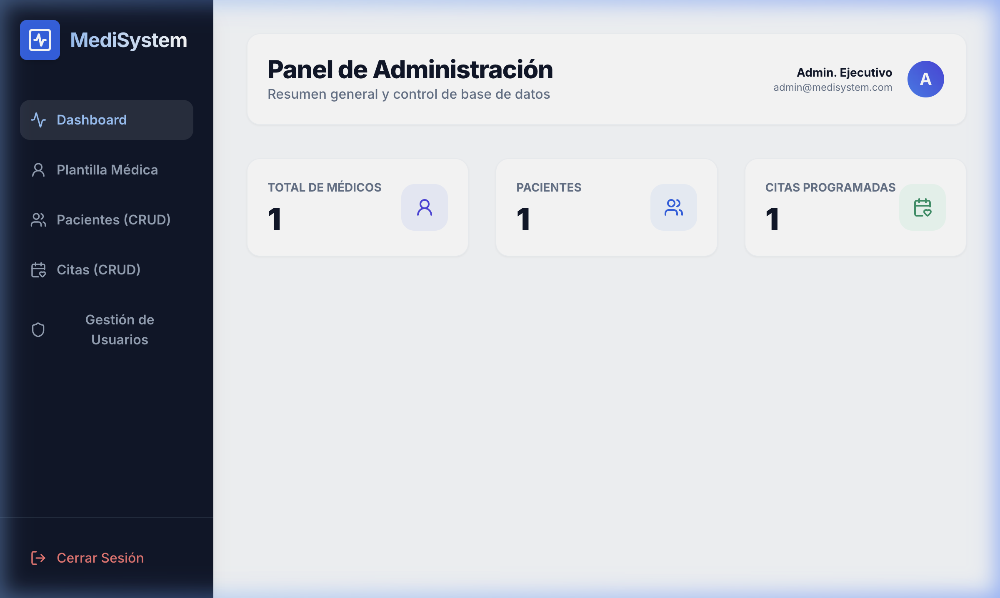 MediSystem
Dashboard
Plantilla Médica
Pacientes (CRUD)
Citas (CRUD)
Gestión de
Usuarios
Cerrar Sesión
Panel de Administración
Resumen general y control de base de datos
Admin. Ejecutivo
admin@medisystem.com
A
TOTAL DE MÉDICOS
1
PACIENTES
1
CITAS PROGRAMADAS
1